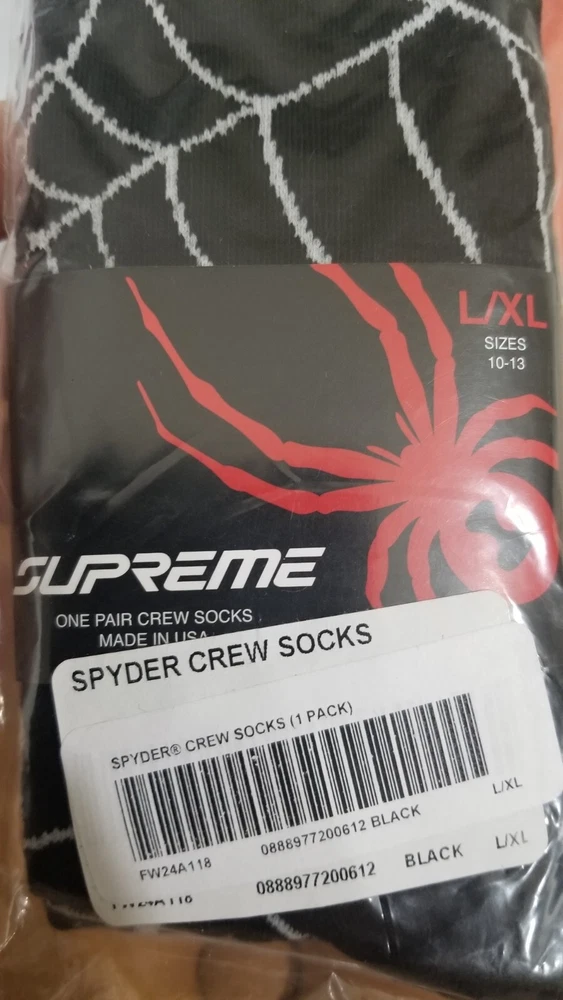 L/XL
SIZES
10-13
SUPREME
ONE PAIR CREW SOCKS
MADE IN USA
SPYDER CREW SOCKS
SPYDER® CREW SOCKS (1 PACK)
L/XL
FW24A118 0888977200612 BLACK
FW24A118 0888977200612 BLACK L/XL